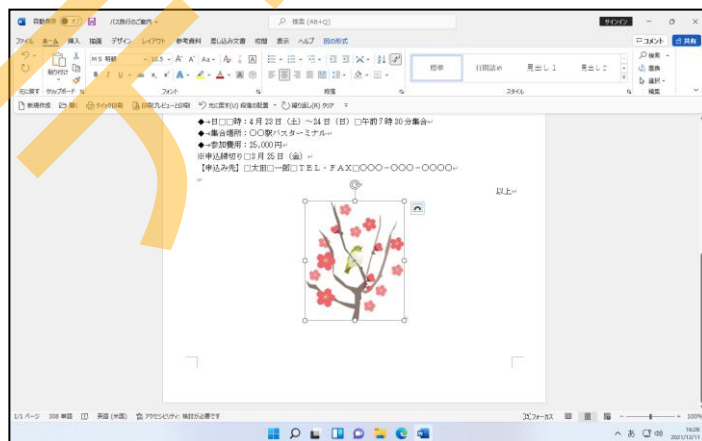 自動保存 オフ
バス旅行のご案内
検索 (Alt+Q)
サインイン
ファイル ホーム 挿入 描画 デザイン レイアウト 参考資料 差し込み文書 校閲 表示 ヘルプ 図の形式
コメント 共有
貼り付け
MS 明朝 10.5
標準 行間詰め 見出し 1 見出し 2
検索
置換
選択
元に戻す クリップボード フォント 段落 スタイル 編集
新規作成 開く クイック印刷 印刷プレビューと印刷 元に戻す(U) 段落の配置 繰り返し(R) クリア
◆→日□□時:4月23日(土)~24日(日)□午前7時30分集合↵
◆→集合場所:〇〇駅バスターミナル↵
◆→参加費用:25,000円↵
※申込締切り□3月25日(金)↵
【申込み先】□太田□一郎□TEL・FAX□〇〇〇-〇〇〇-〇〇〇〇↵
以上↵
1/1 ページ 308 単語 英語 (米国) アクセシビリティ: 検討が必要です
フォーカス
100%
あ
16:28
2021/12/11